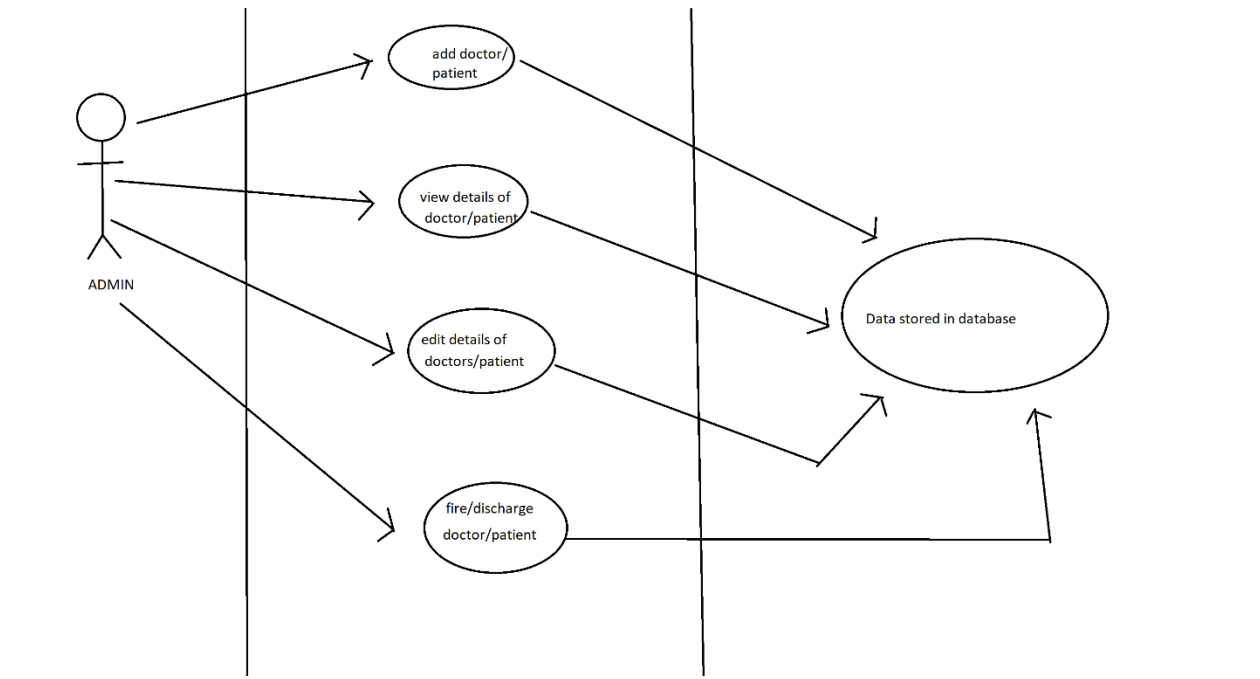 add doctor/
patient
view details of
doctor/patient
ADMIN
Data stored in database
edit details of
doctors/patient
fire/discharge
doctor/patient